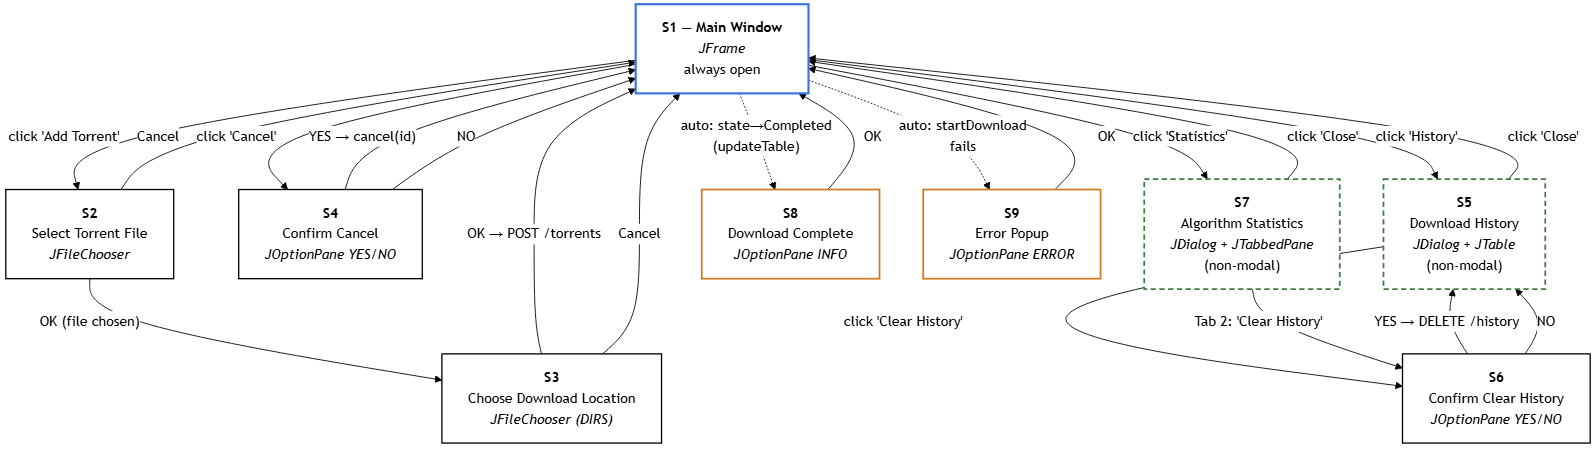 S1 — Main Window
JFrame
always open
click 'Add Torrent'
Cancel
click 'Cancel'
YES → cancel(id)
NO
auto: state→Completed
(updateTable)
OK
auto: startDownload
fails
OK
click 'Statistics'
click 'Close'
click 'History'
click 'Close'
S2
Select Torrent File
JFileChooser
S4
Confirm Cancel
JOptionPane YES/NO
OK → POST /torrents
Cancel
S8
Download Complete
JOptionPane INFO
S9
Error Popup
JOptionPane ERROR
S7
Algorithm Statistics
JDialog + JTabbedPane
(non-modal)
S5
Download History
JDialog + JTable
(non-modal)
OK (file chosen)
click 'Clear History'
Tab 2: 'Clear History'
YES → DELETE /history
NO
S3
Choose Download Location
JFileChooser (DIRS)
S6
Confirm Clear History
JOptionPane YES/NO